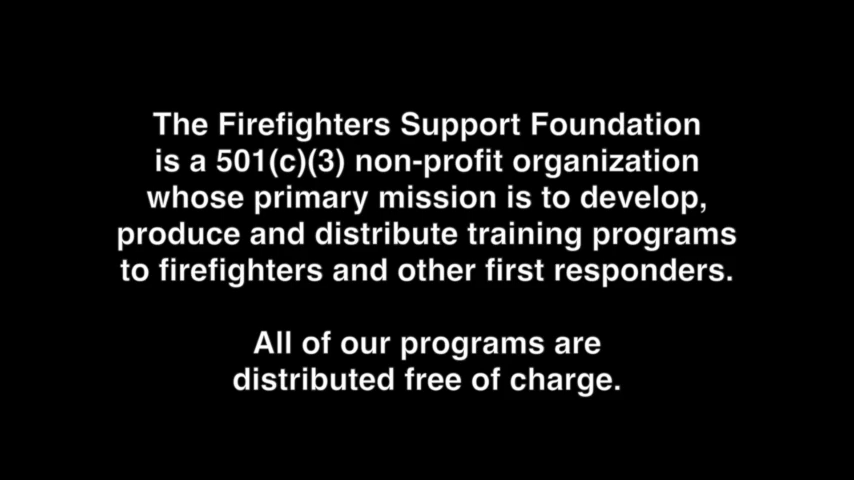 The Firefighters Support Foundation
is a 501(c)(3) non-profit organization
whose primary mission is to develop,
produce and distribute training programs
to firefighters and other first responders.
All of our programs are
distributed free of charge.